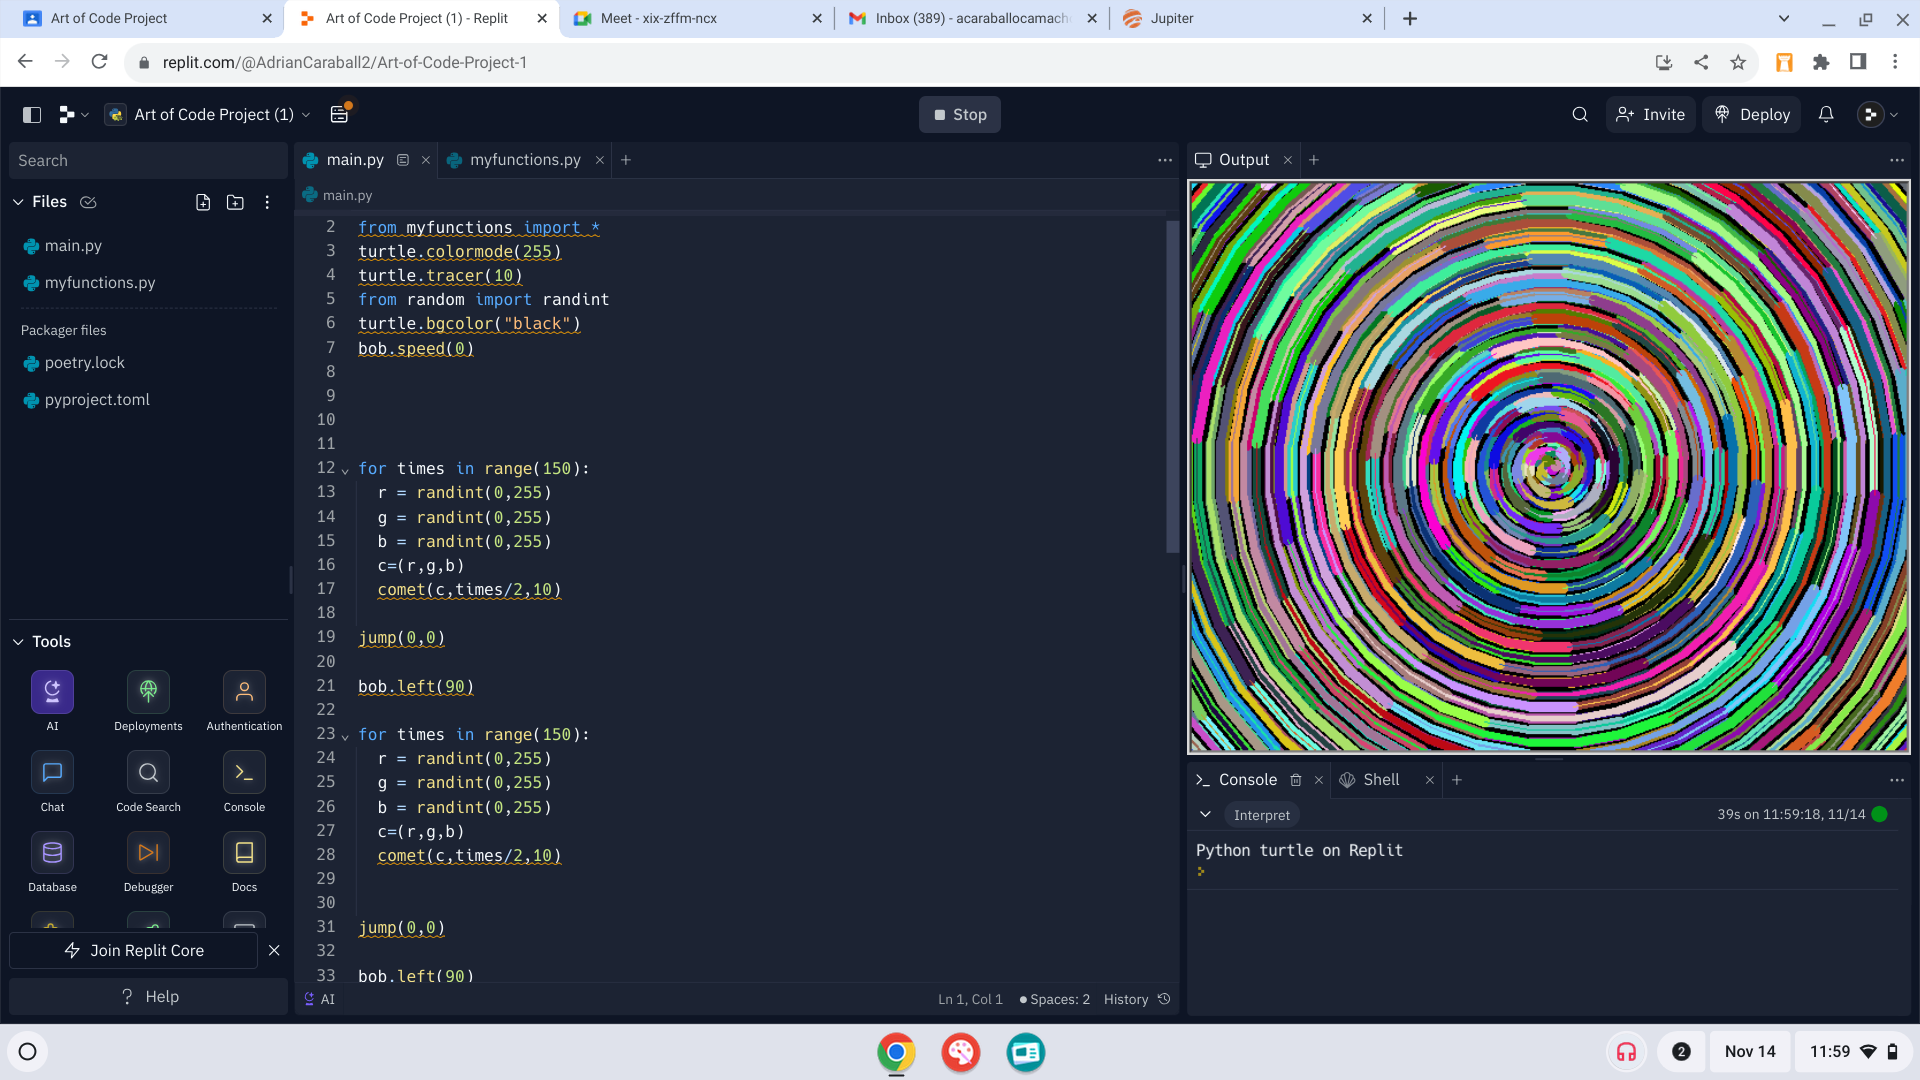 Art of Code Project
Art of Code Project (1) - Replit
Meet - xix-zffm-ncx
Inbox (389) - acaraballocamach
Jupiter
replit.com/@AdrianCaraball2/Art-of-Code-Project-1
Art of Code Project (1)
Stop
Invite
Deploy
Search
Files
main.py
myfunctions.py
Packager files
poetry.lock
pyproject.toml
Tools
AI
Deployments
Authentication
Chat
Code Search
Console
Database
Debugger
Docs
Join Replit Core
? Help
main.py
myfunctions.py
main.py
2 from myfunctions import *
3 turtle.colormode(255)
4 turtle.tracer(10)
5 from random import randint
6 turtle.bgcolor("black")
7 bob.speed(0)
8
9
10
11
12 for times in range(150):
13 r = randint(0,255)
14 g = randint(0,255)
15 b = randint(0,255)
16 c=(r,g,b)
17 comet(c,times/2,10)
18
19 jump(0,0)
20
21 bob.left(90)
22
23 for times in range(150):
24 r = randint(0,255)
25 g = randint(0,255)
26 b = randint(0,255)
27 c=(r,g,b)
28 comet(c,times/2,10)
29
30
31 jump(0,0)
32
33 bob.left(90)
AI
Ln 1, Col 1
Spaces: 2
History
Output
Console
Shell
Interpret
39s on 11:59:18, 11/14
Python turtle on Replit
2
Nov 14
11:59